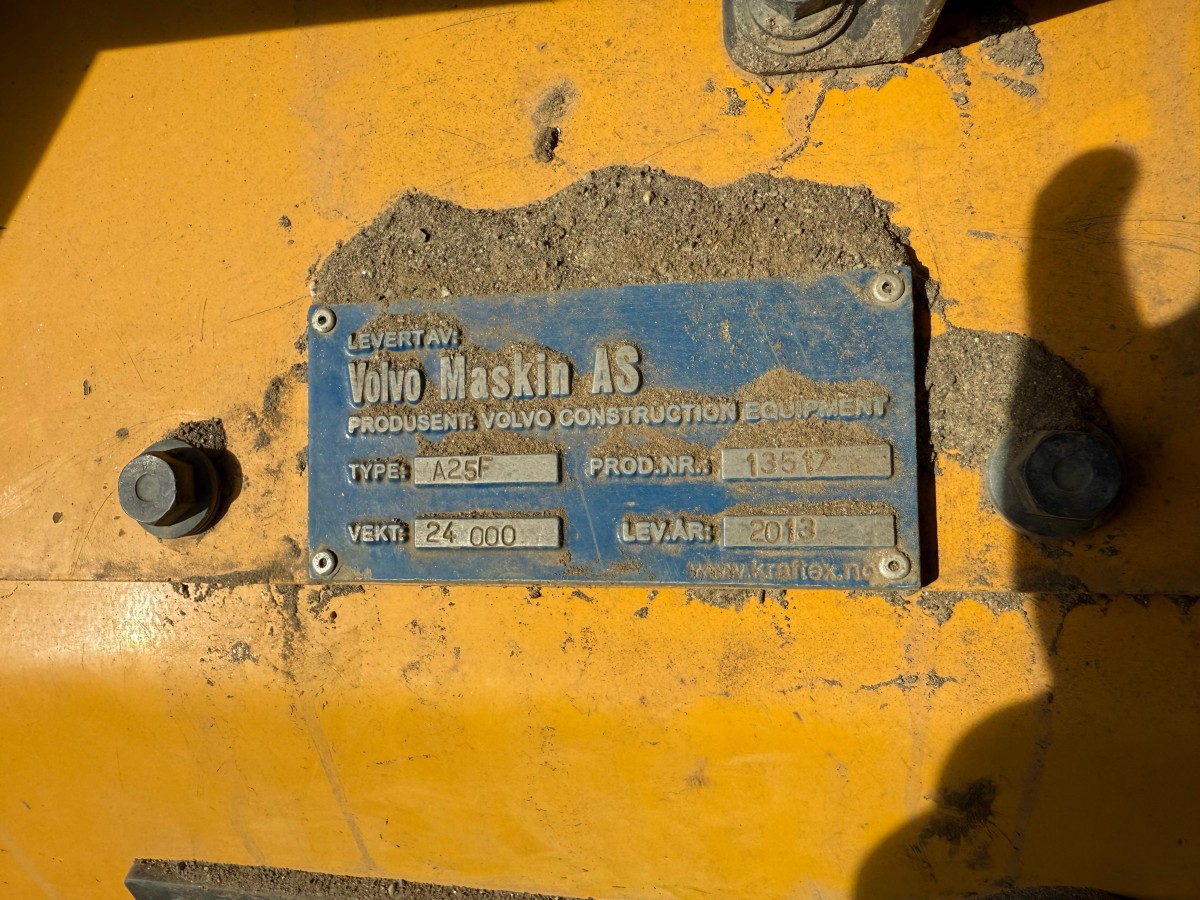 LEVERT AV:
Volvo Maskin AS
PRODUSENT: VOLVO CONSTRUCTION EQUIPMENT
TYPE: A25F PROD.NR.: 13517
VEKT: 24 000 LEV.ÅR: 2013
www.kraftex.no